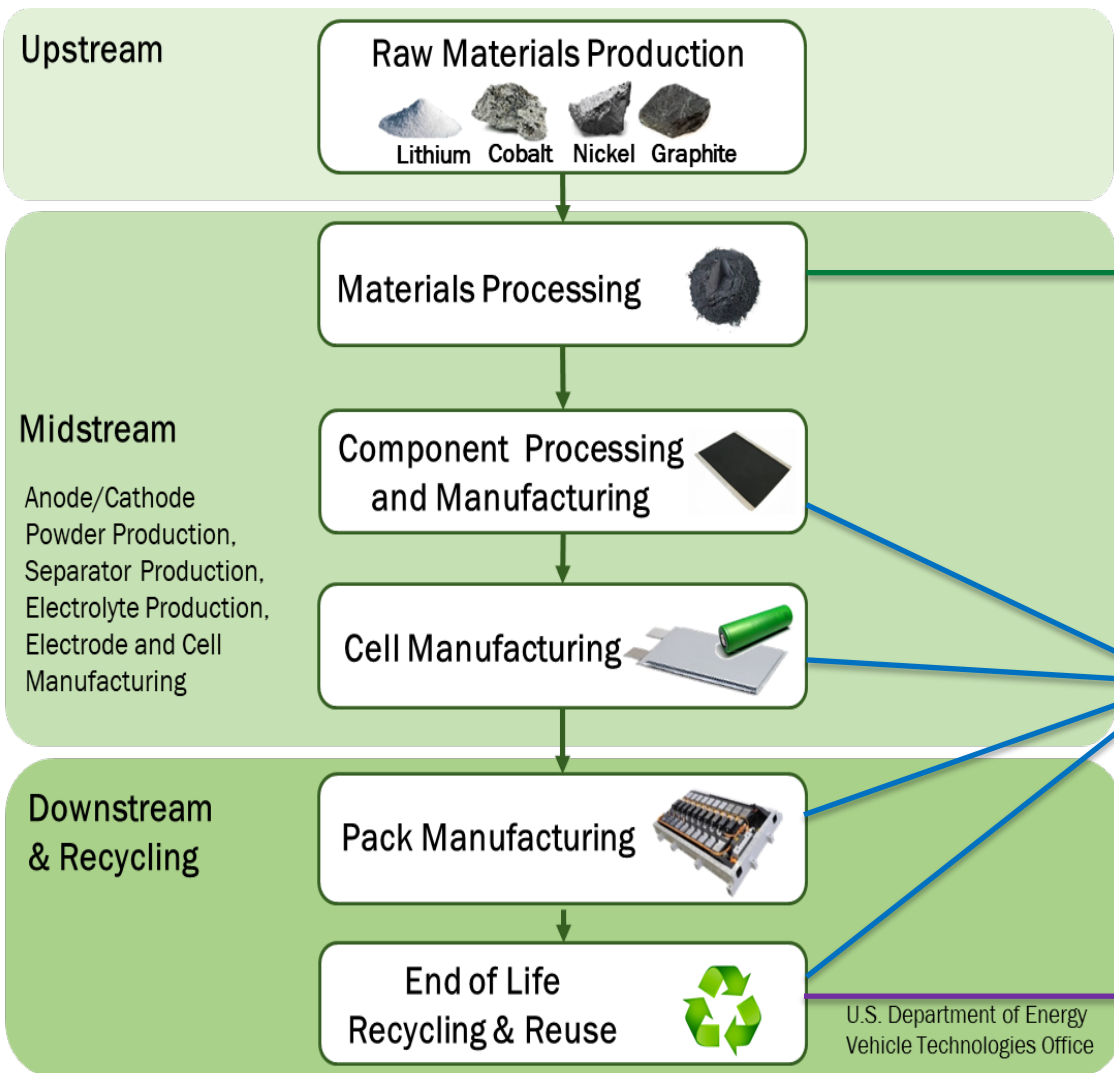 Upstream
Raw Materials Production
Lithium Cobalt Nickel Graphite
Materials Processing
Midstream
Anode/Cathode
Powder Production,
Separator Production,
Electrolyte Production,
Electrode and Cell
Manufacturing
Component Processing
and Manufacturing
Cell Manufacturing
Downstream
& Recycling
Pack Manufacturing
End of Life
Recycling & Reuse
U.S. Department of Energy
Vehicle Technologies Office